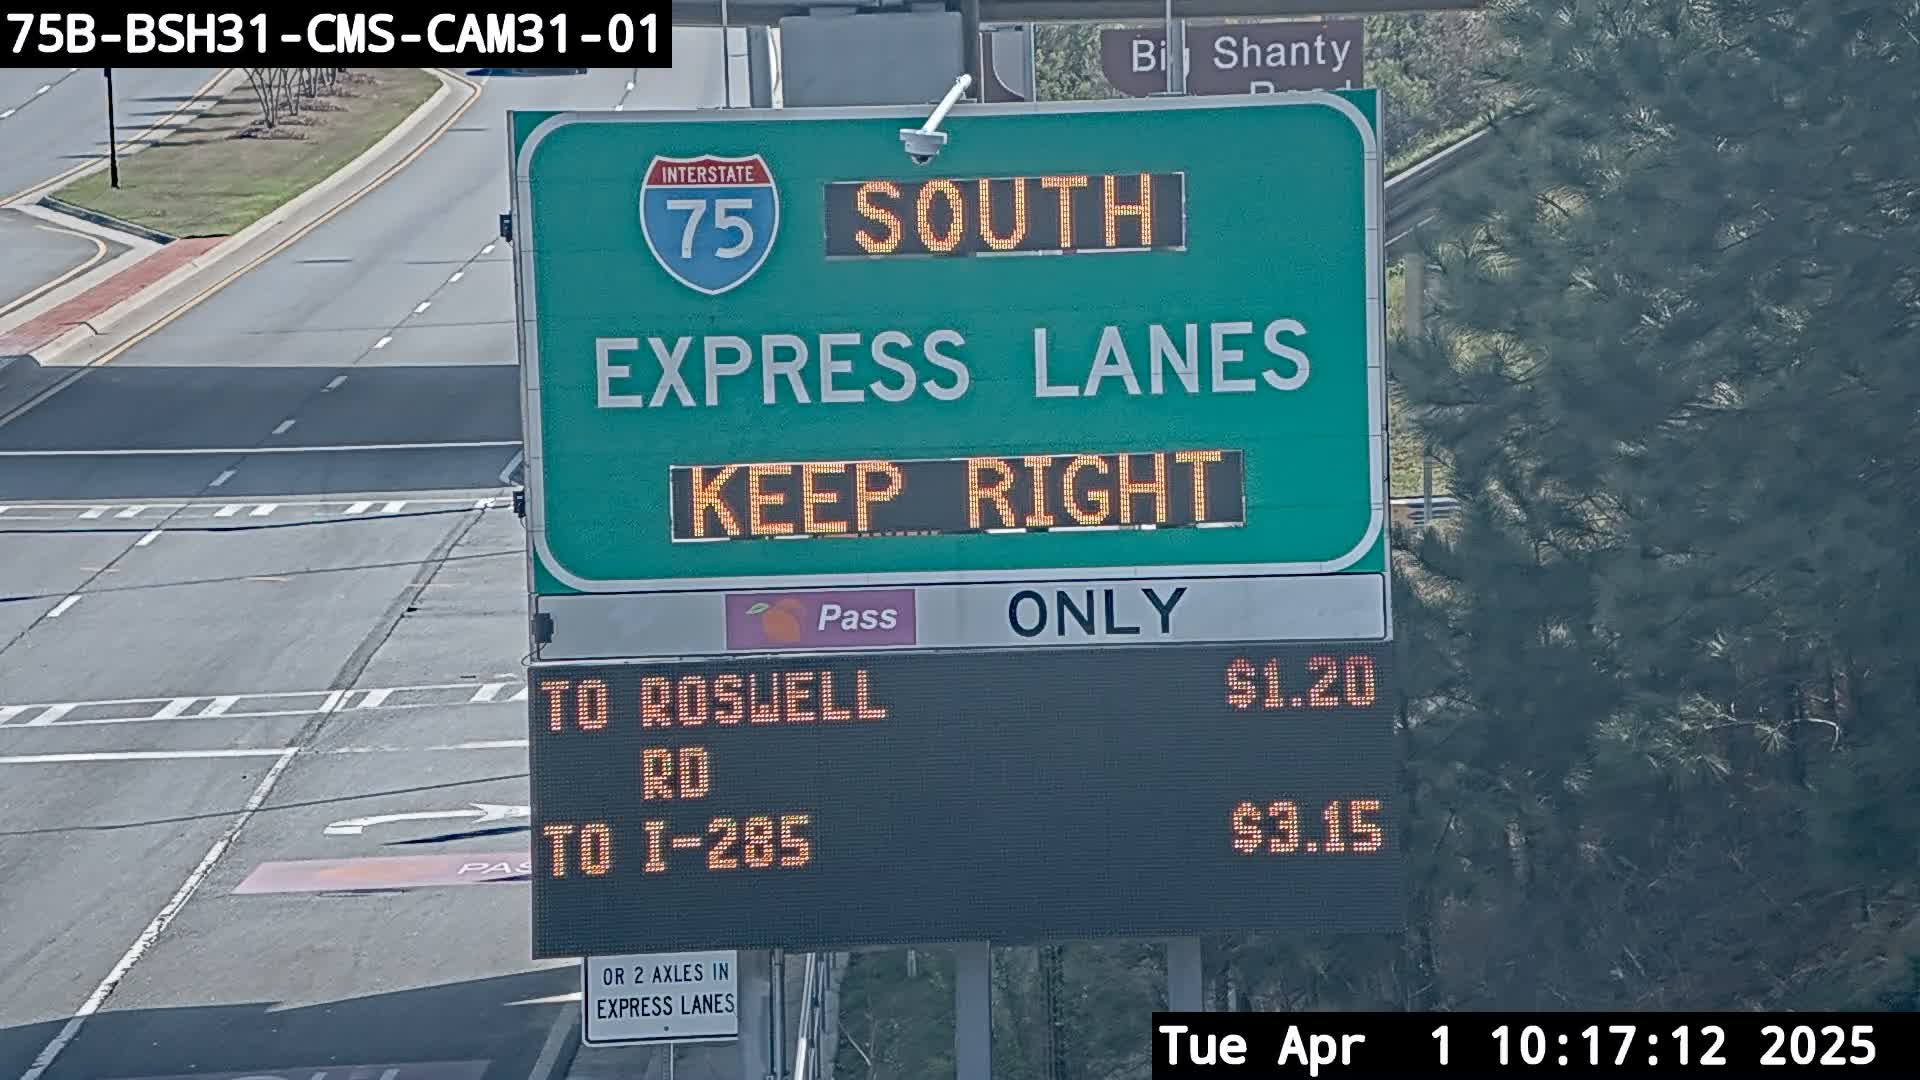 75B-BSH31-CMS-CAM31-01
Big Shanty
Road
INTERSTATE
75
SOUTH
EXPRESS LANES
KEEP RIGHT
Pass ONLY
TO ROSWELL $1.20
RD
TO I-285 $3.15
PAS
OR 2 AXLES IN
EXPRESS LANES
Tue Apr 1 10:17:12 2025